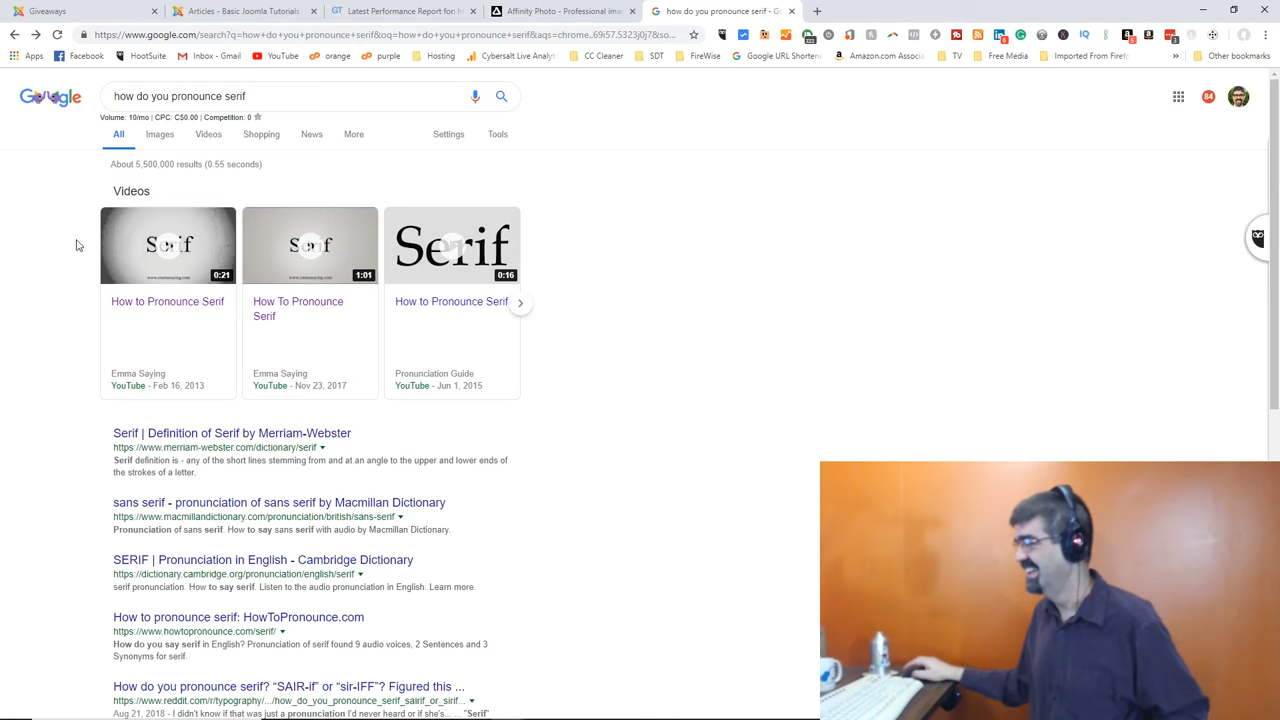 Giveaways
Articles - Basic Joomla Tutorials
GT Latest Performance Report for: h
Affinity Photo - Professional imag
how do you pronounce serif - G
https://www.google.com/search?q=how+do+you+pronounce+serif&oq=how+do+you+pronounce+serif&aqs=chrome..69i57.5323j0j7&so...
Apps
Facebook
HootSuite
Inbox - Gmail
YouTube
orange
purple
Hosting
Cybersalt Live Analyt
CC Cleaner
SDT
FireWise
Google URL Shorten
Amazon.com Associa
TV
Free Media
Imported From Firef
Other bookmarks
how do you pronounce serif
84
Volume: 10/mo | CPC: C$0.00 | Competition: 0
All
Images
Videos
Shopping
News
More
Settings
Tools
About 5,500,000 results (0.55 seconds)
Videos
Serif
www.emmasaying.com
0:21
How to Pronounce Serif
Emma Saying
YouTube - Feb 16, 2013
Serif
www.emmasaying.com
1:01
How To Pronounce
Serif
Emma Saying
YouTube - Nov 23, 2017
Serif
0:16
How to Pronounce Serif
Pronunciation Guide
YouTube - Jun 1, 2015
Serif | Definition of Serif by Merriam-Webster
https://www.merriam-webster.com/dictionary/serif
Serif definition is - any of the short lines stemming from and at an angle to the upper and lower ends of
the strokes of a letter.
sans serif - pronunciation of sans serif by Macmillan Dictionary
https://www.macmillandictionary.com/pronunciation/british/sans-serif
Pronunciation of sans serif. How to say sans serif with audio by Macmillan Dictionary.
SERIF | Pronunciation in English - Cambridge Dictionary
https://dictionary.cambridge.org/pronunciation/english/serif
serif pronunciation. How to say serif. Listen to the audio pronunciation in English. Learn more.
How to pronounce serif: HowToPronounce.com
https://www.howtopronounce.com/serif/
How do you say serif in English? Pronunciation of serif found 9 audio voices, 2 Sentences and 3
Synonyms for serif.
How do you pronounce serif? “SAIR-if” or “sir-IFF”? Figured this ...
https://www.reddit.com/r/typography/.../how_do_you_pronounce_serif_sairif_or_sirif...
Aug 21, 2018 - I didn't know if that was just a pronunciation I'd never heard or if she's... ... "Serif"